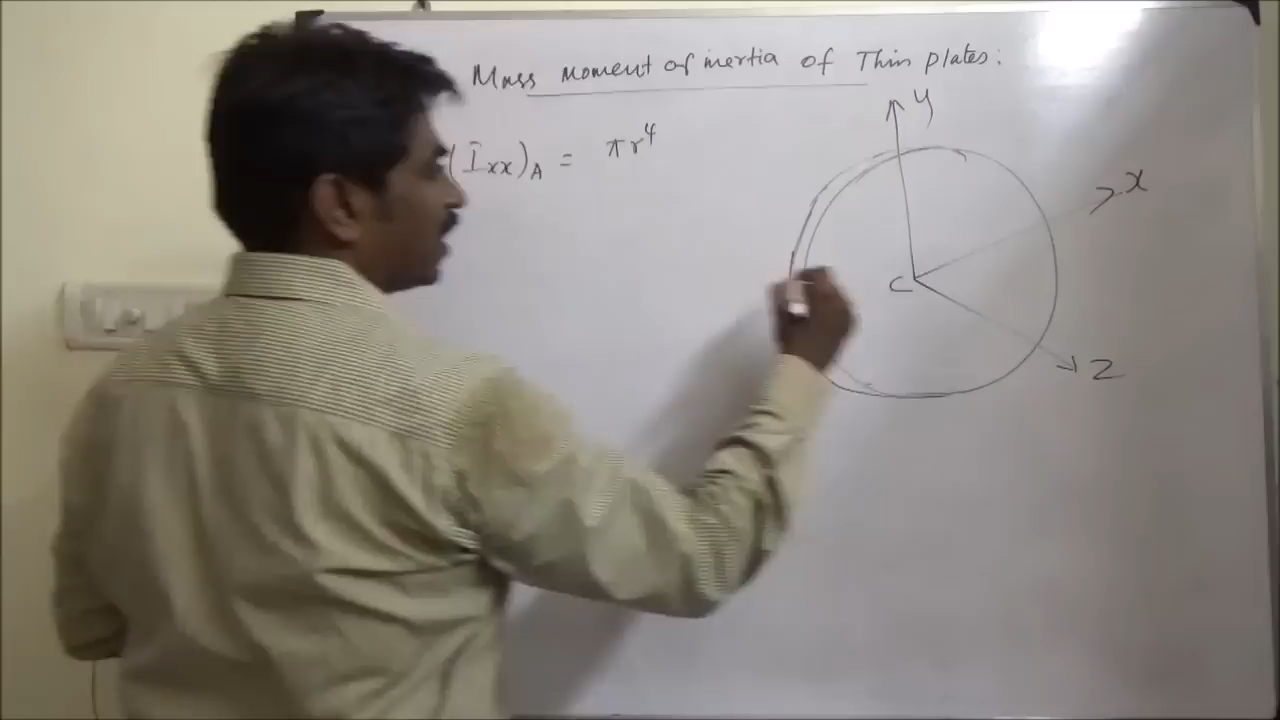 Mass moment of inertia of Thin plates:
(Ixx)A = πr⁴
y
x
C
z